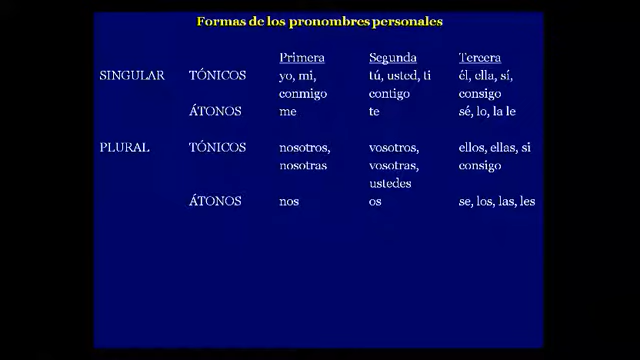 Formas de los pronombres personales
Primera Segunda Tercera
SINGULAR TÓNICOS yo, mi, tú, usted, ti él, ella, sí,
conmigo contigo consigo
ÁTONOS me te sé, lo, la le
PLURAL TÓNICOS nosotros, vosotros, ellos, ellas, si
nosotras vosotras, consigo
ustedes
ÁTONOS nos os se, los, las, les